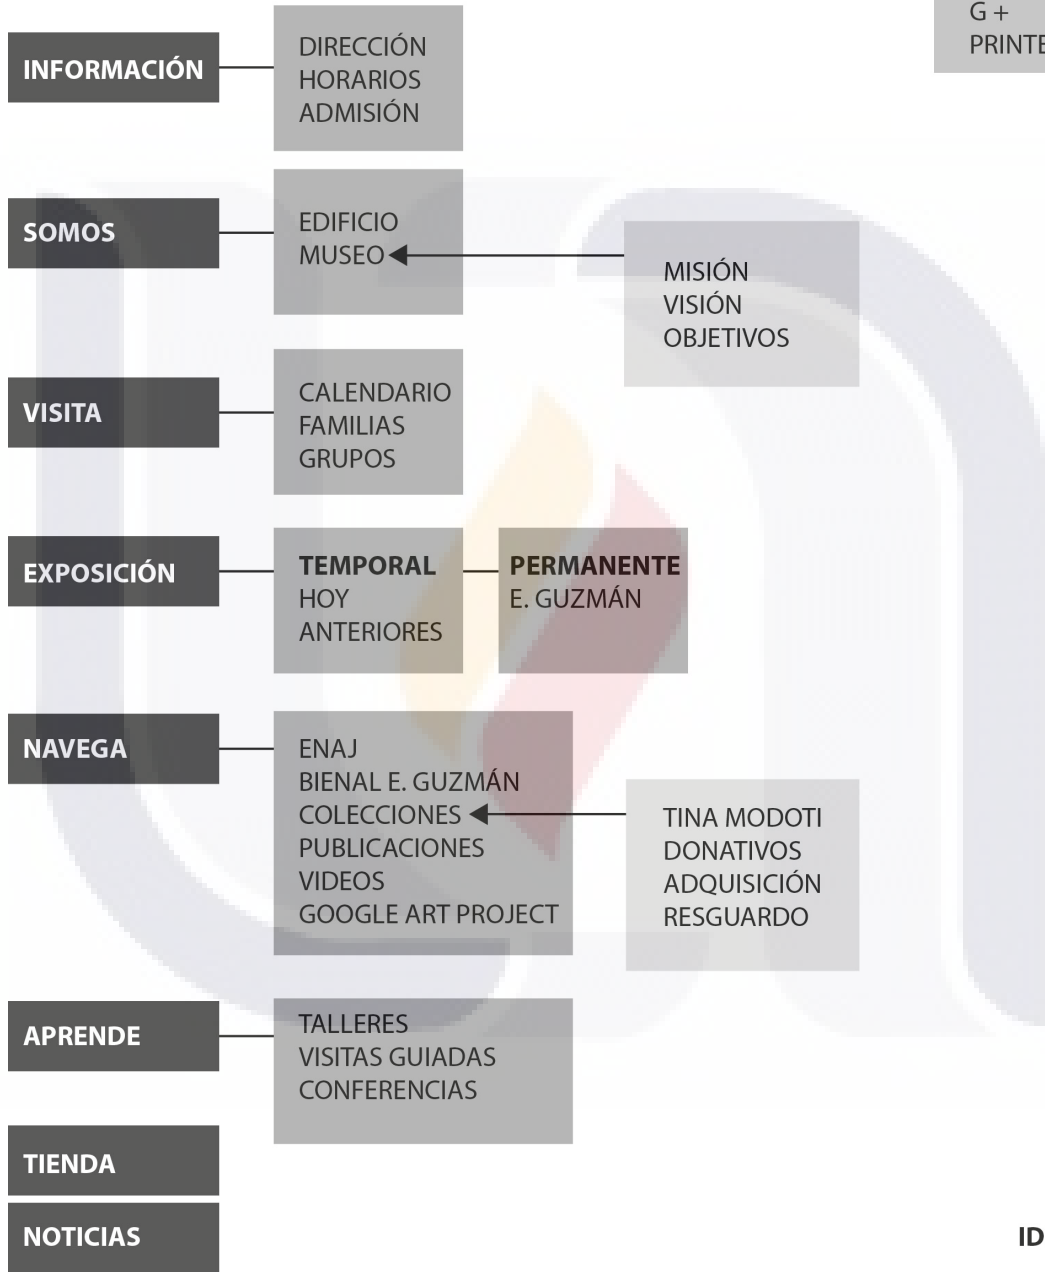 G +
INFORMACIÓN
DIRECCIÓN
HORARIOS
ADMISIÓN
SOMOS
EDIFICIO
MUSEO
MISIÓN
VISIÓN
OBJETIVOS
VISITA
CALENDARIO
FAMILIAS
GRUPOS
EXPOSICIÓN
TEMPORAL
HOY
ANTERIORES
PERMANENTE
E. GUZMÁN
NAVEGA
ENAJ
BIENAL E. GUZMÁN
COLECCIONES
PUBLICACIONES
VIDEOS
GOOGLE ART PROJECT
TINA MODOTI
DONATIVOS
ADQUISICIÓN
RESGUARDO
APRENDE
TALLERES
VISITAS GUIADAS
CONFERENCIAS
TIENDA
NOTICIAS